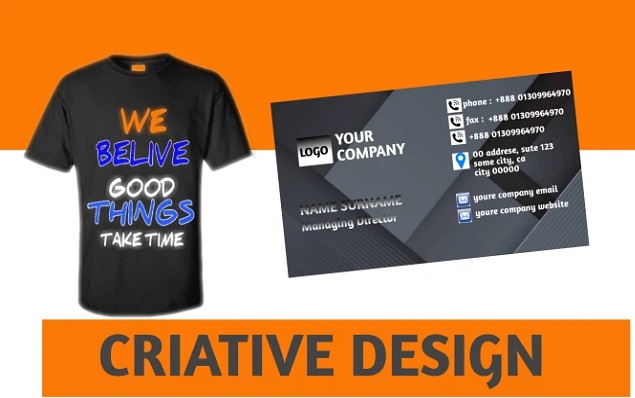 WE
BELIVE
GOOD
THINGS
TAKE TIME
LOGO
YOUR
COMPANY
NAME SURNAME
Managing Director
phone : +888 01309964970
fax : +888 01309964970
+888 01309964970
00 addrese, sute 123
some city, ca
city 00000
youre company email
youre company website
CRIATIVE DESIGN